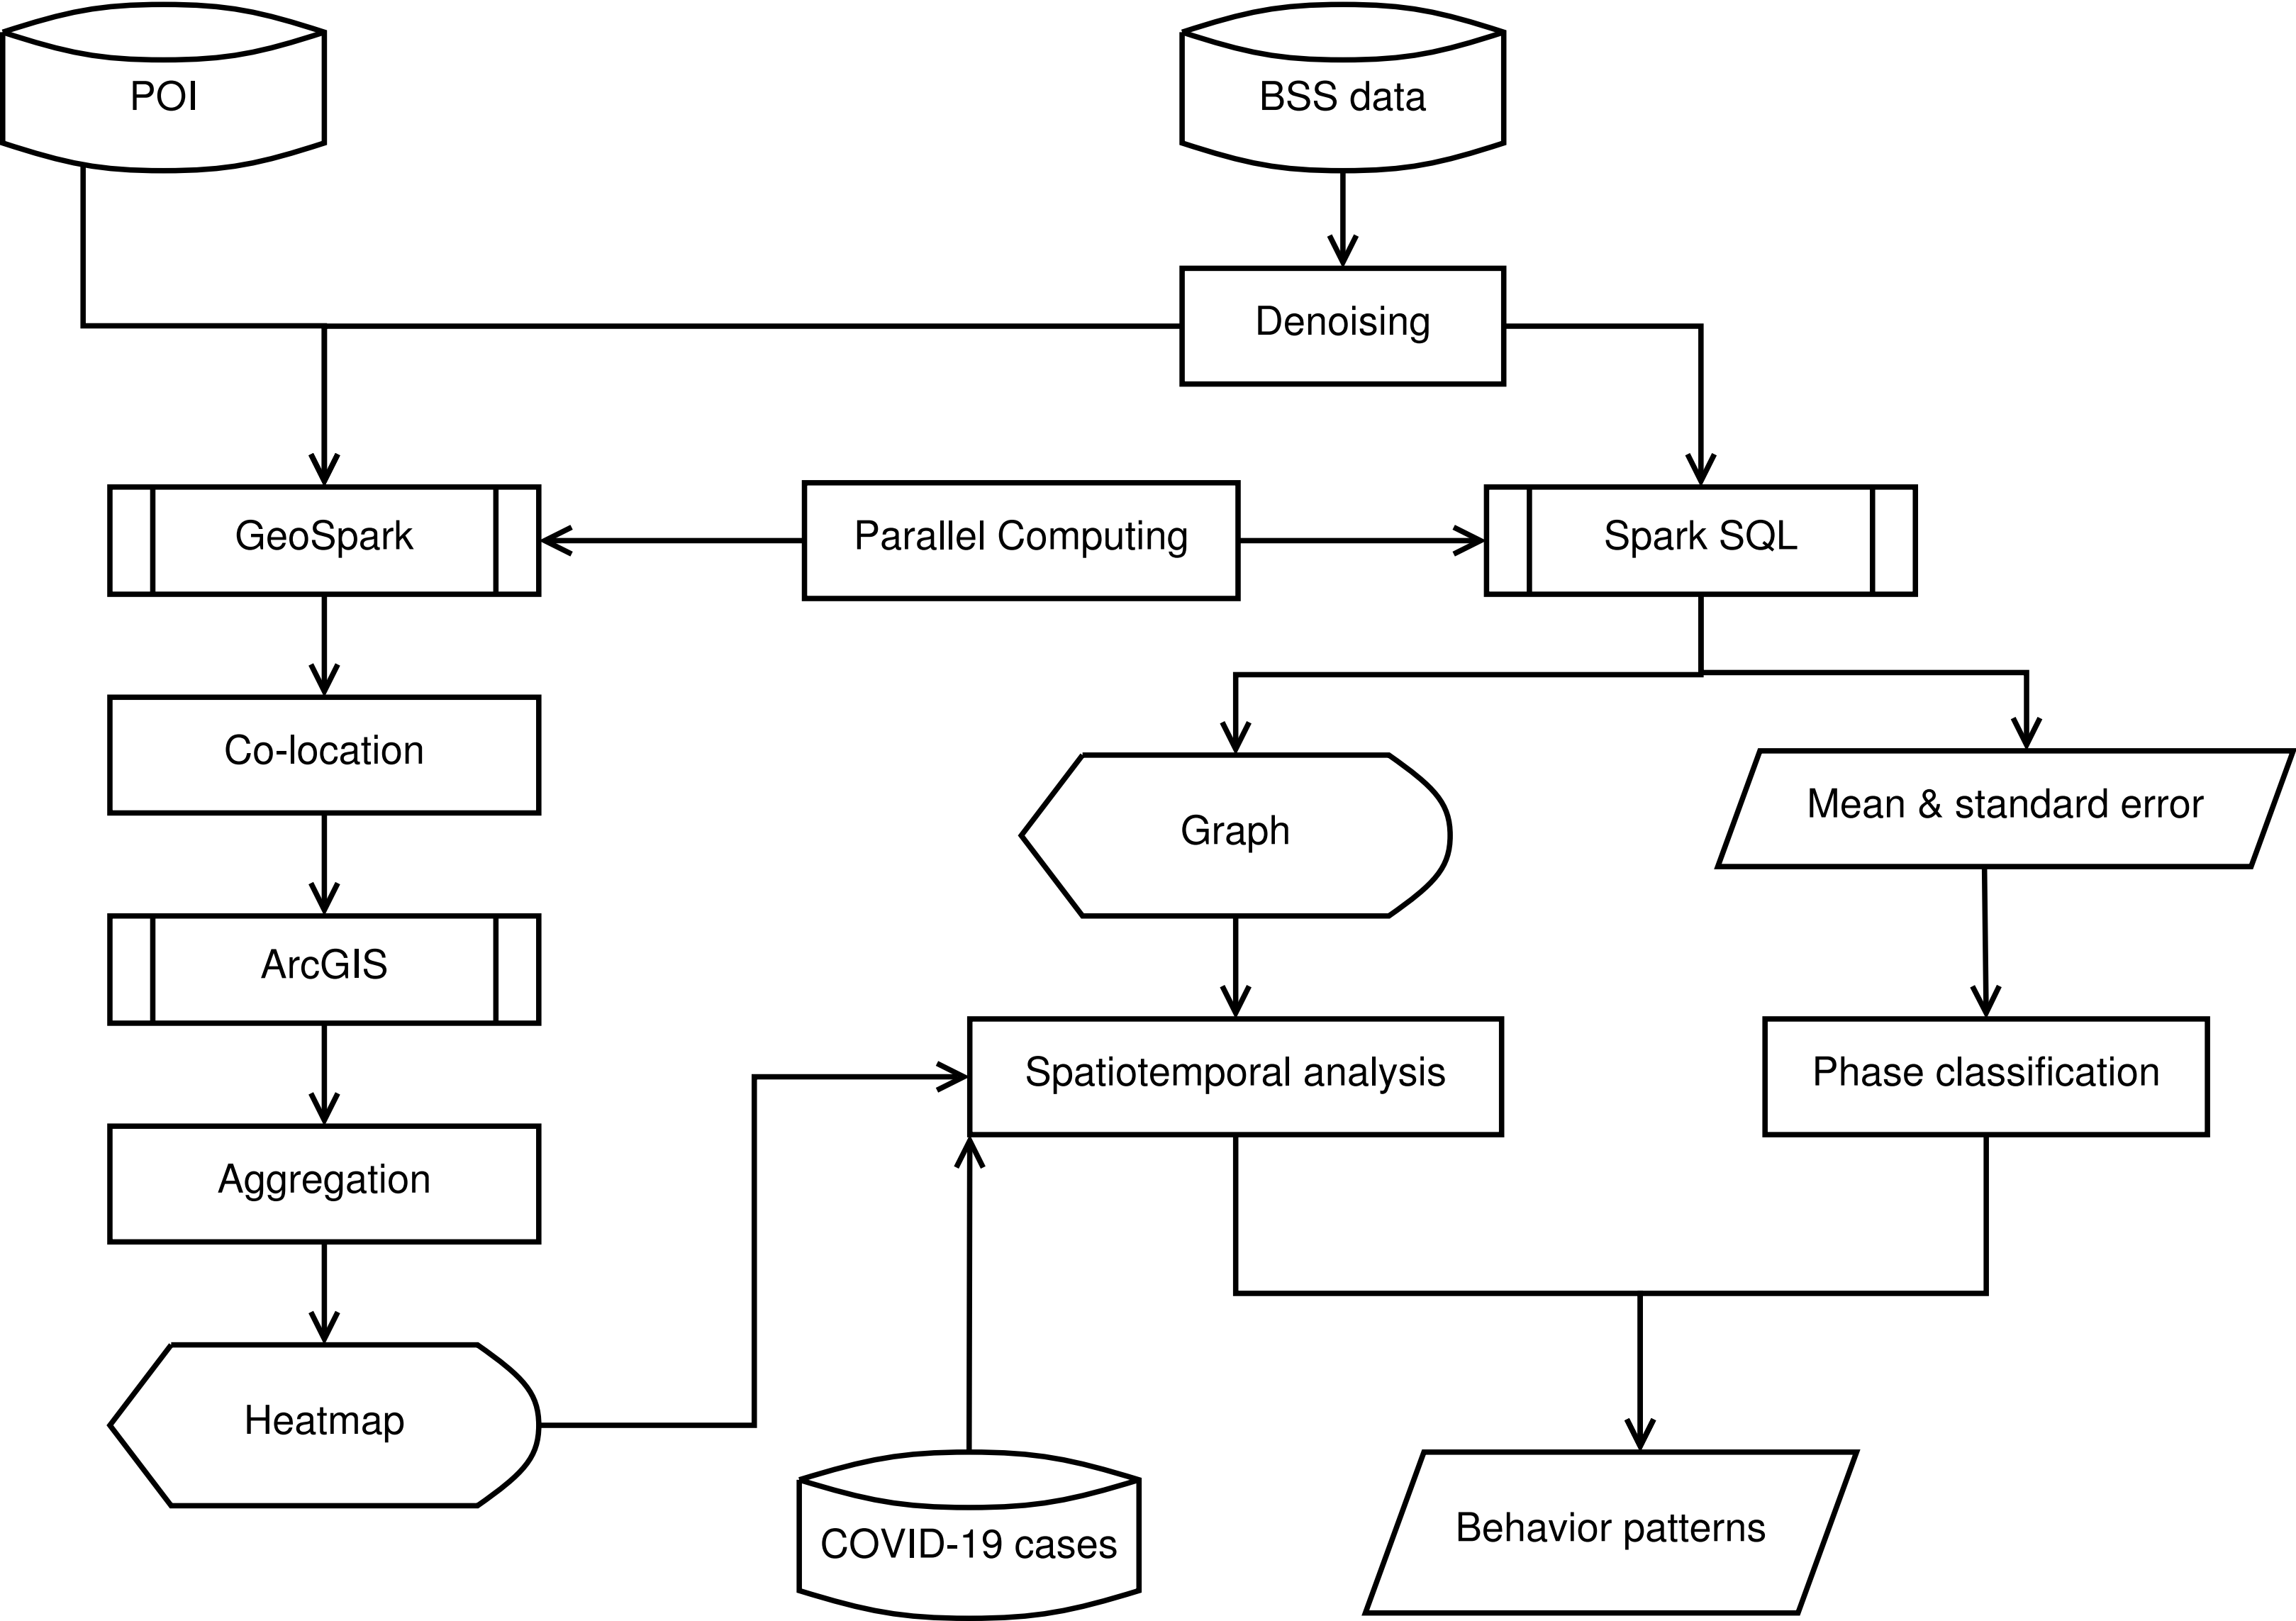 POI
BSS data
Denoising
GeoSpark
Parallel Computing
Spark SQL
Co-location
Graph
Mean & standard error
ArcGIS
Spatiotemporal analysis
Phase classification
Aggregation
Heatmap
COVID-19 cases
Behavior patterns